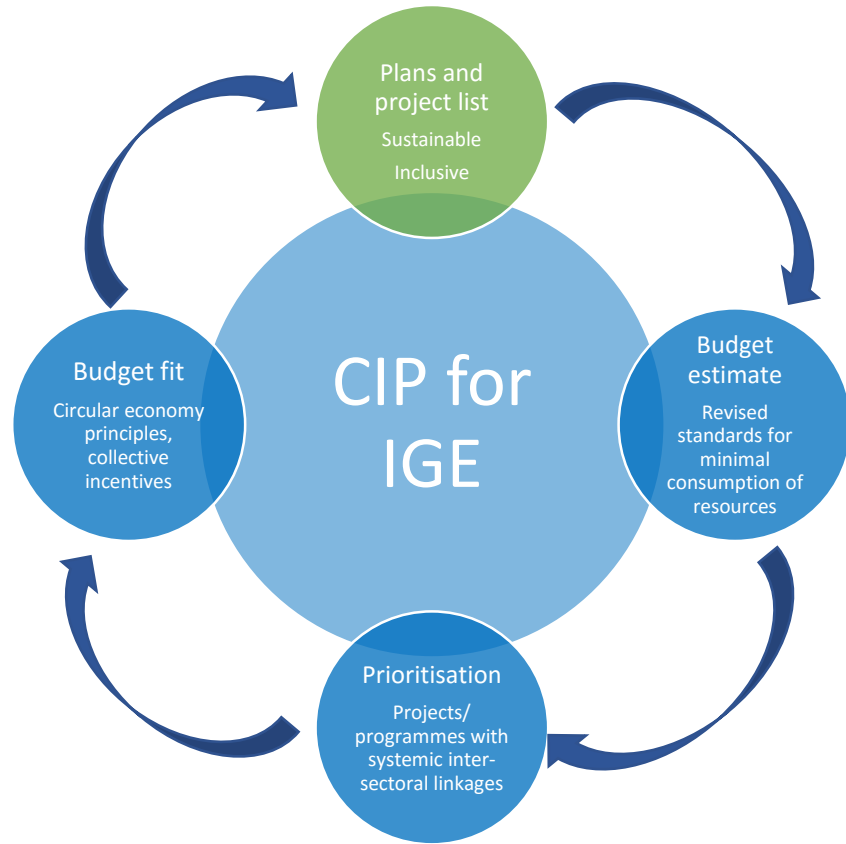 Plans and
project list
Sustainable
Inclusive
Budget
estimate
Revised
standards for
minimal
consumption of
resources
Prioritisation
Projects/
programmes with
systemic inter-
sectoral linkages
Budget fit
Circular economy
principles,
collective
incentives
CIP for
IGE